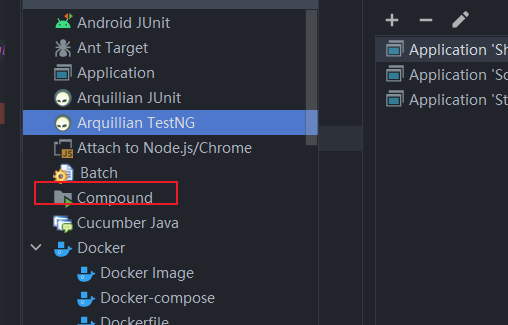 Android JUnit
Ant Target
Application
Arquillian JUnit
Arquillian TestNG
Attach to Node.js/Chrome
Batch
Compound
Cucumber Java
Docker
Docker Image
Docker-compose
Dockerfile
Application 'Sh
Application 'Sc
Application 'St